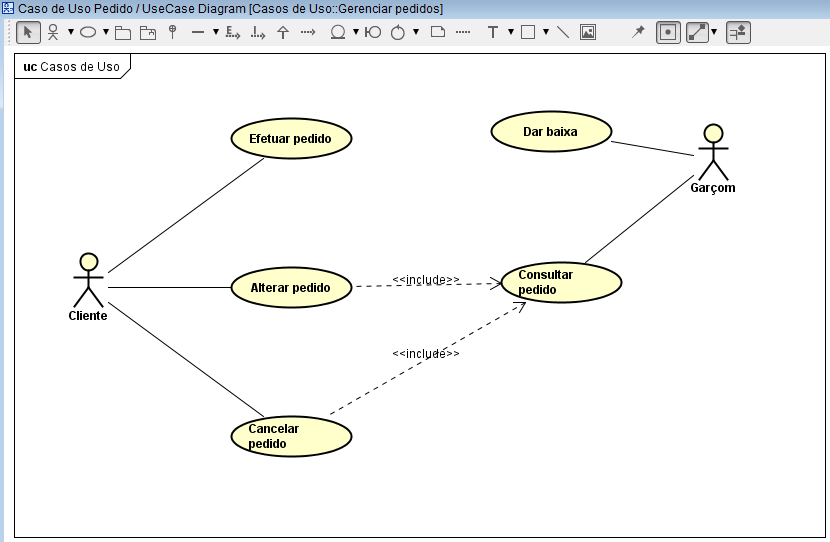 Caso de Uso Pedido / UseCase Diagram [Casos de Uso::Gerenciar pedidos]
uc Casos de Uso
Efetuar pedido
Dar baixa
Garçom
Cliente
Alterar pedido
<<include>>
Consultar
pedido
<<include>>
Cancelar
pedido